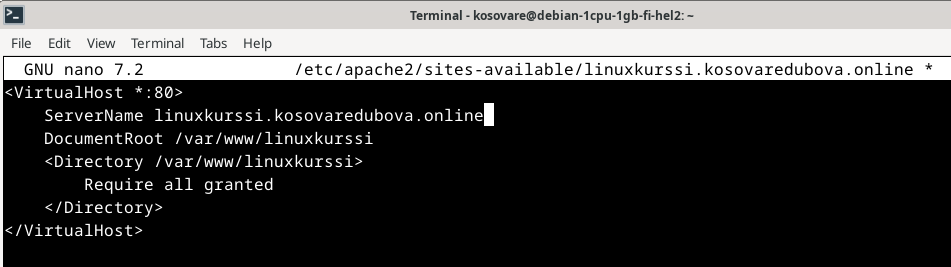 Terminal - kosovare@debian-1cpu-1gb-fi-hel2: ~
File Edit View Terminal Tabs Help
GNU nano 7.2 /etc/apache2/sites-available/linuxkurssi.kosovaredubova.online *
<VirtualHost *:80>
    ServerName linuxkurssi.kosovaredubova.online
    DocumentRoot /var/www/linuxkurssi
    <Directory /var/www/linuxkurssi>
        Require all granted
    </Directory>
</VirtualHost>